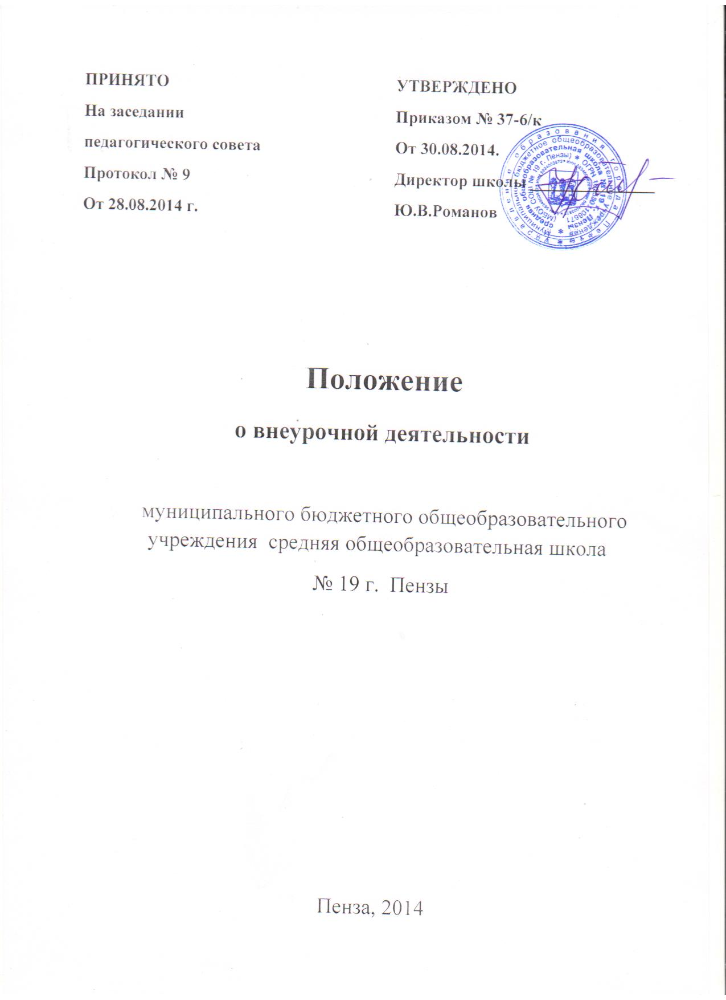 ПРИНЯТО
На заседании
педагогического совета
Протокол № 9
От 28.08.2014 г.
УТВЕРЖДЕНО
Приказом № 37-6/к
От 30.08.2014.
Директор школы
Ю.В.Романов
Положение
о внеурочной деятельности
муниципального бюджетного общеобразовательного
учреждения средняя общеобразовательная школа
№ 19 г. Пензы
Пенза, 2014